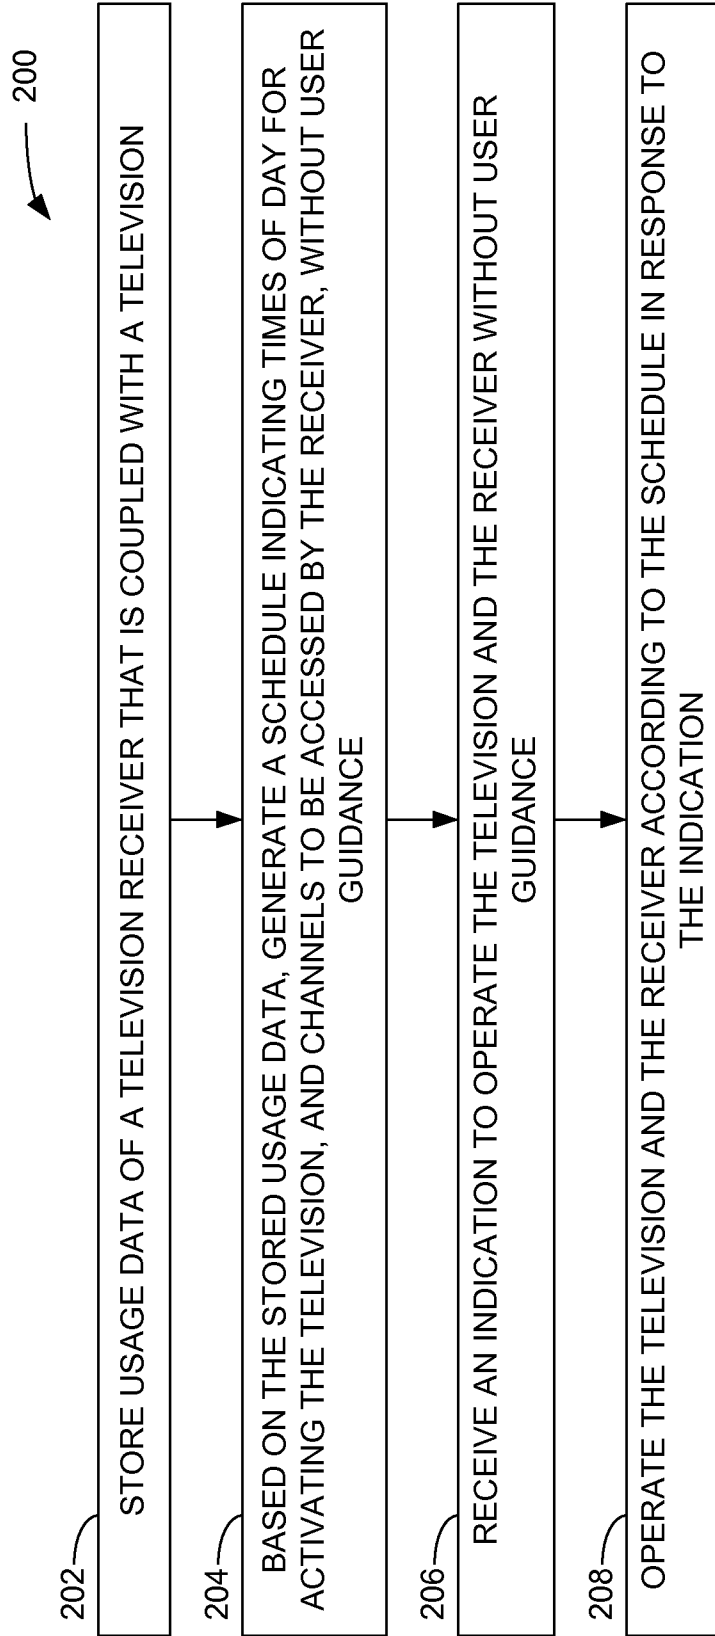 200
202
STORE USAGE DATA OF A TELEVISION RECEIVER THAT IS COUPLED WITH A TELEVISION
204
BASED ON THE STORED USAGE DATA, GENERATE A SCHEDULE INDICATING TIMES OF DAY FOR
ACTIVATING THE TELEVISION, AND CHANNELS TO BE ACCESSED BY THE RECEIVER, WITHOUT USER
GUIDANCE
206
RECEIVE AN INDICATION TO OPERATE THE TELEVISION AND THE RECEIVER WITHOUT USER
GUIDANCE
208
OPERATE THE TELEVISION AND THE RECEIVER ACCORDING TO THE SCHEDULE IN RESPONSE TO
THE INDICATION